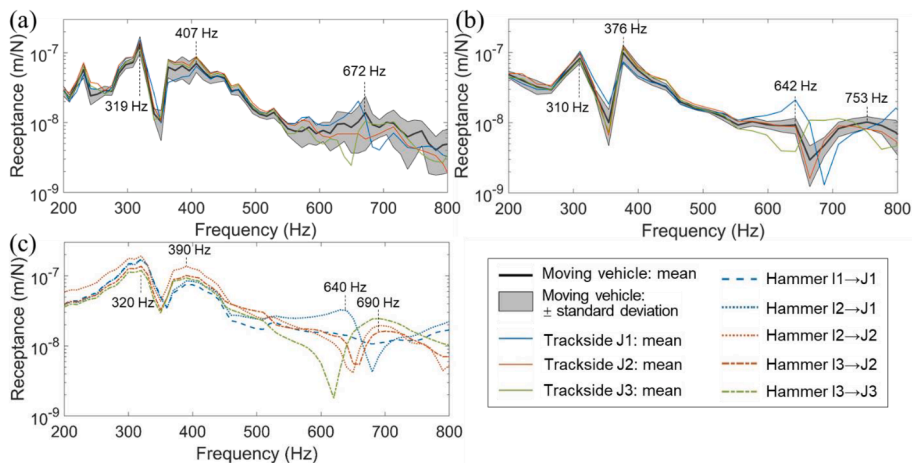 (a)
Receptance (m/N)
10-7
10-8
10-9
407 Hz
319 Hz
672 Hz
200 300 400 500 600 700 800
Frequency (Hz)
(b)
Receptance (m/N)
10-7
10-8
10-9
376 Hz
310 Hz
642 Hz
753 Hz
200 300 400 500 600 700 800
Frequency (Hz)
(c)
Receptance (m/N)
10-7
10-8
10-9
390 Hz
320 Hz
640 Hz
690 Hz
200 300 400 500 600 700 800
Frequency (Hz)
Moving vehicle: mean
Moving vehicle:
± standard deviation
Trackside J1: mean
Trackside J2: mean
Trackside J3: mean
Hammer I1→J1
Hammer I2→J1
Hammer I2→J2
Hammer I3→J2
Hammer I3→J3